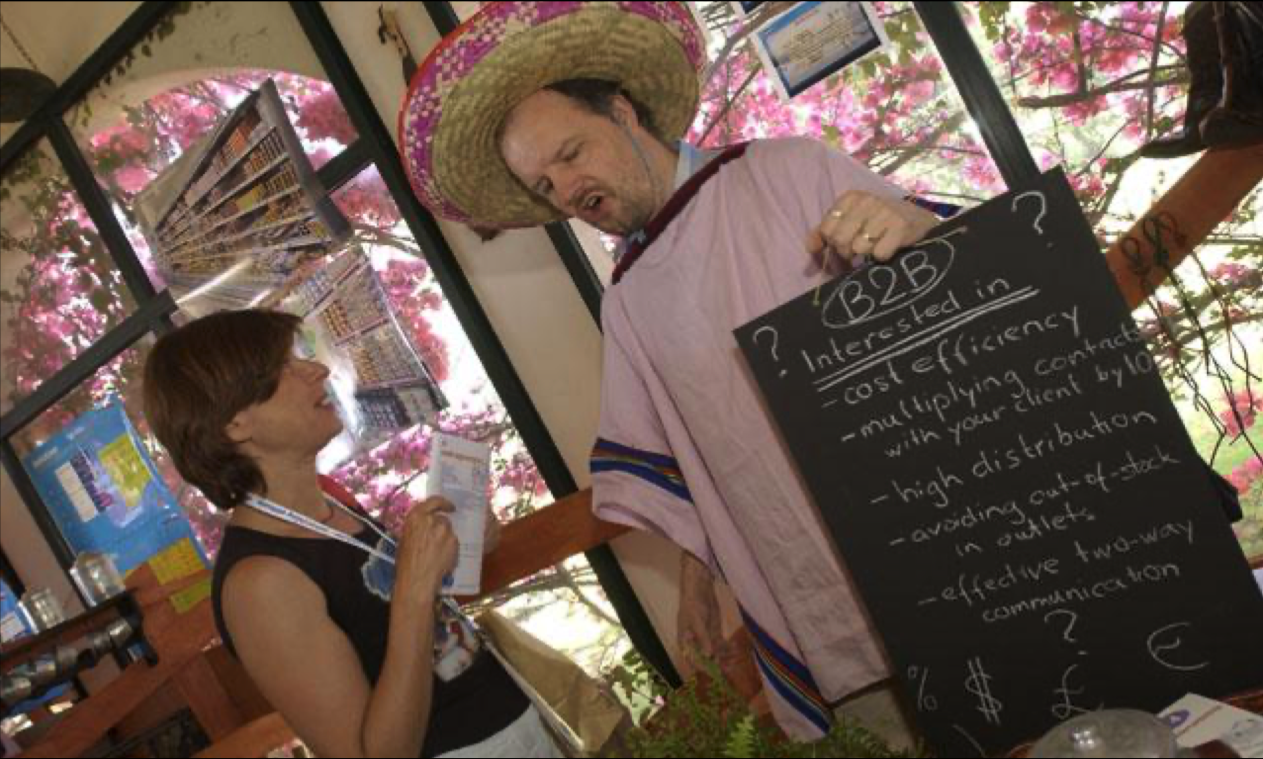 ? B2B ?
Interested in
- cost efficiency
- multiplying contacts
with your client by 10
- high distribution
- avoiding out-of-stock
in outlets
- effective two-way
communication
?
% $ £ €